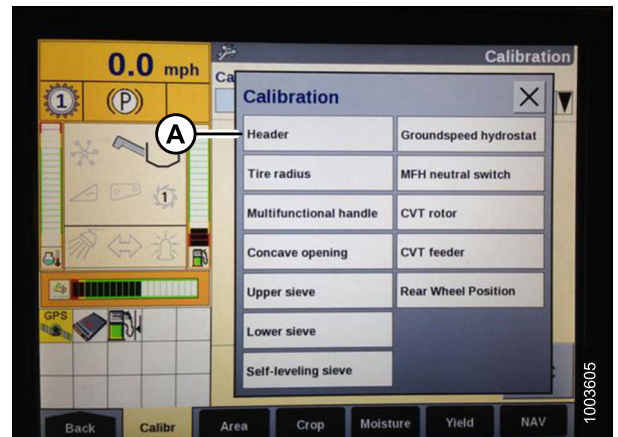 0.0 mph
Calibration
Ca
1
(P)
A
Calibration
Header
Groundspeed hydrostat
Tire radius
MFH neutral switch
Multifunctional handle
CVT rotor
1
Concave opening
CVT feeder
Upper sieve
Rear Wheel Position
GPS
Lower sieve
Self-leveling sieve
Back
Calibr
Area
Crop
Moisture
Yield
NAV
1003605